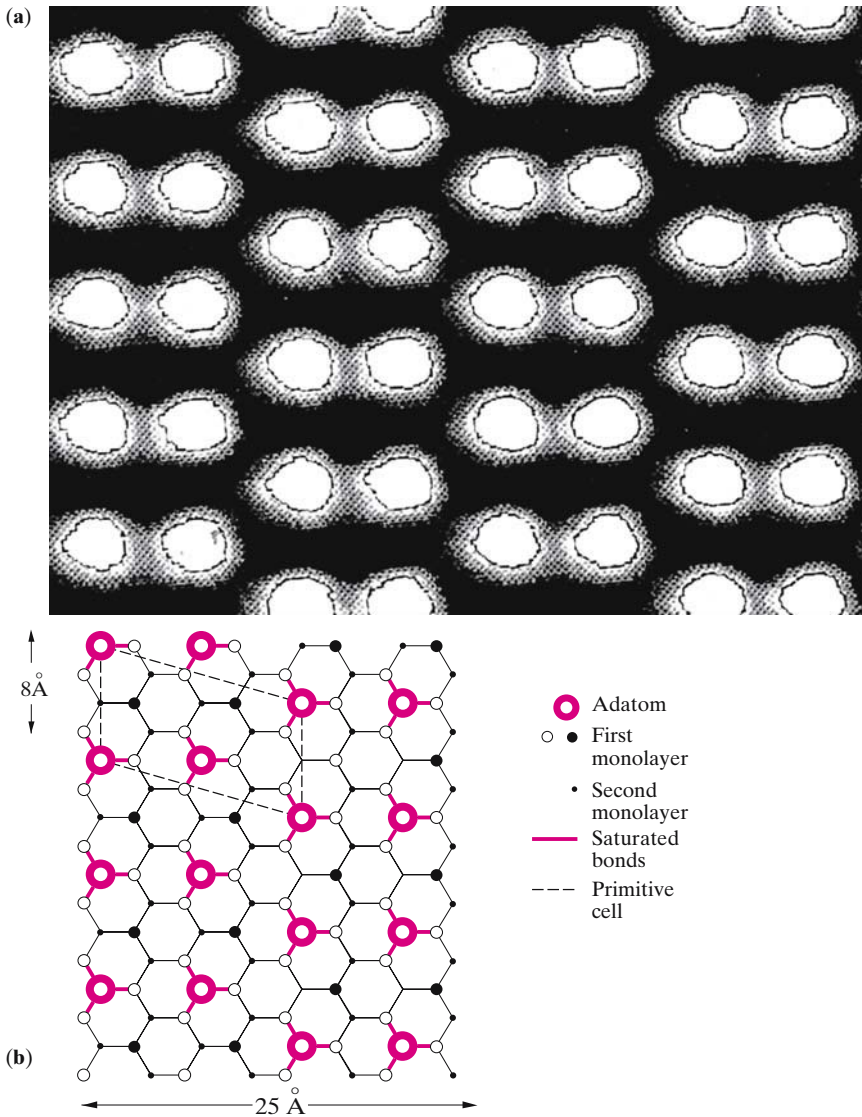 (a)
8Å
Adatom
First
monolayer
Second
monolayer
Saturated
bonds
Primitive
cell
(b)
25 Å